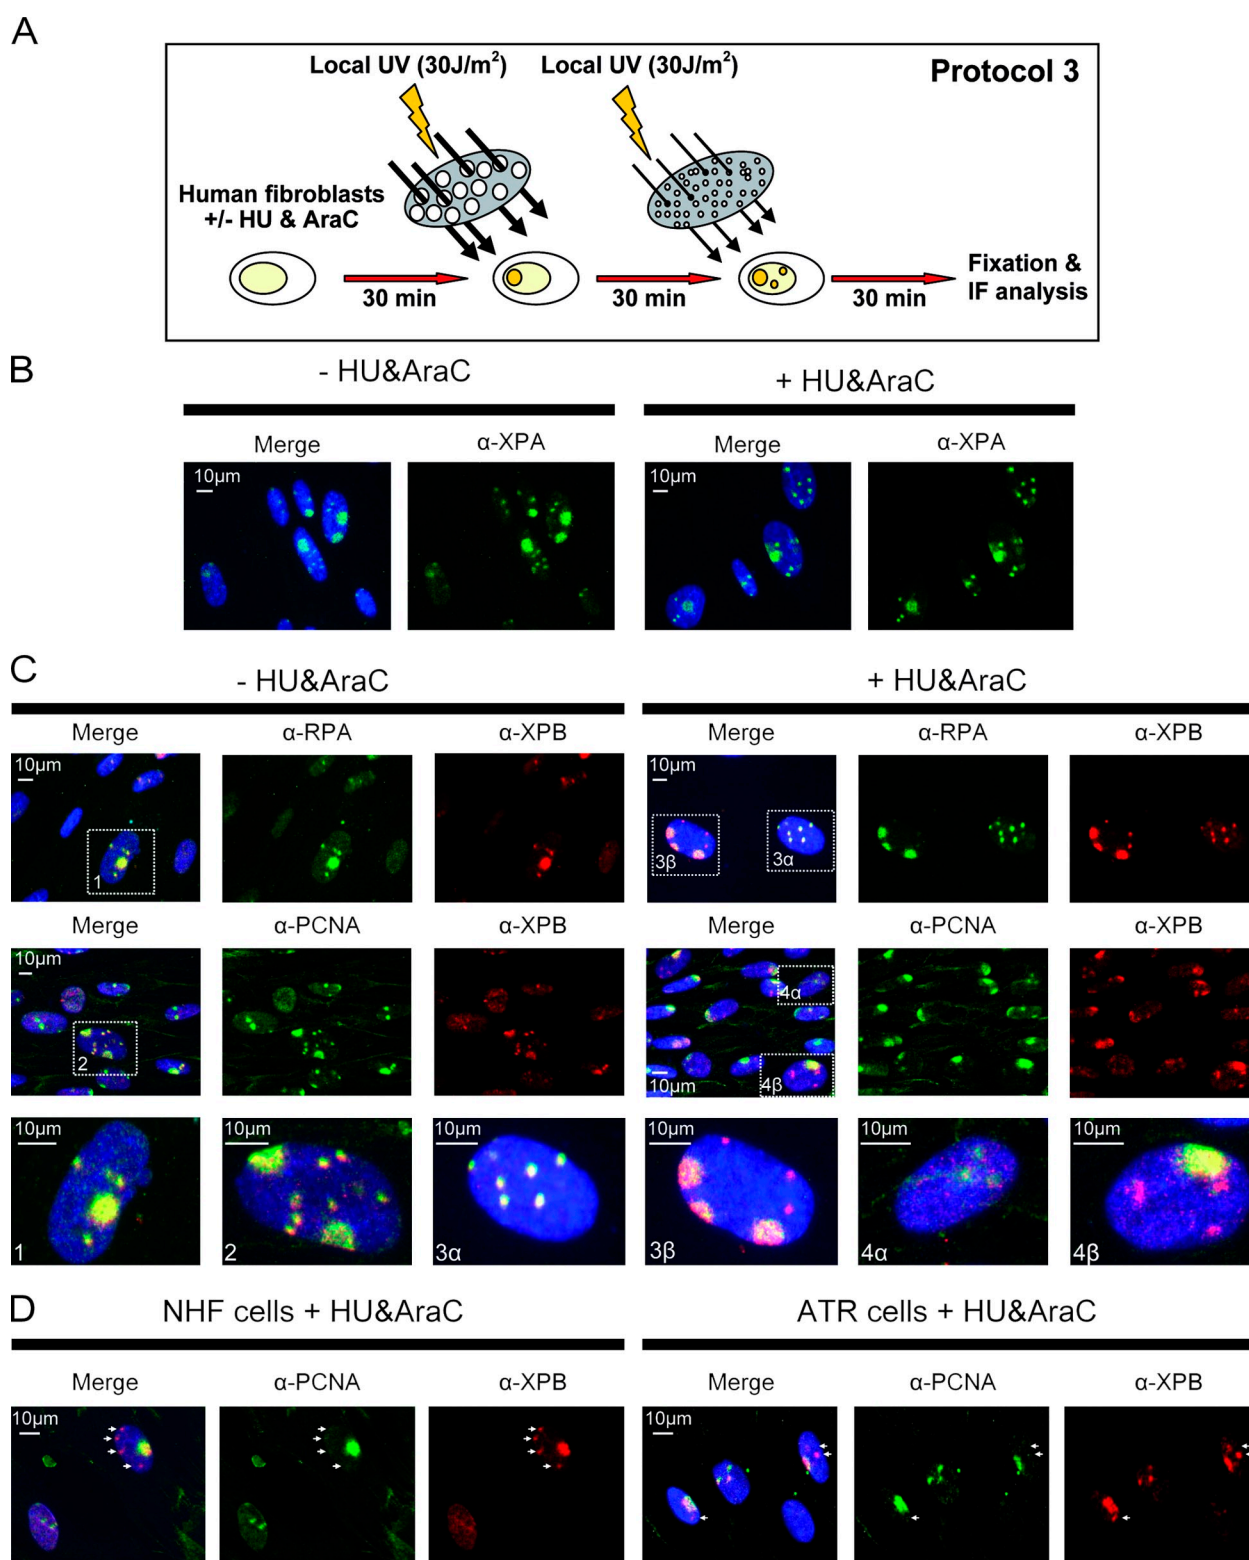 A
Local UV (30J/m²)
Local UV (30J/m²)
Protocol 3
Human fibroblasts
+/- HU & AraC
30 min
30 min
30 min
Fixation &
IF analysis
B
- HU&AraC
+ HU&AraC
Merge
α-XPA
Merge
α-XPA
10μm
10μm
C
- HU&AraC
+ HU&AraC
Merge
α-RPA
α-XPB
Merge
α-RPA
α-XPB
10μm
10μm
1
3β
3α
Merge
α-PCNA
α-XPB
Merge
α-PCNA
α-XPB
10μm
2
4α
10μm
4β
10μm
10μm
10μm
10μm
10μm
10μm
1
2
3α
3β
4α
4β
D
NHF cells + HU&AraC
ATR cells + HU&AraC
Merge
α-PCNA
α-XPB
Merge
α-PCNA
α-XPB
10μm
10μm